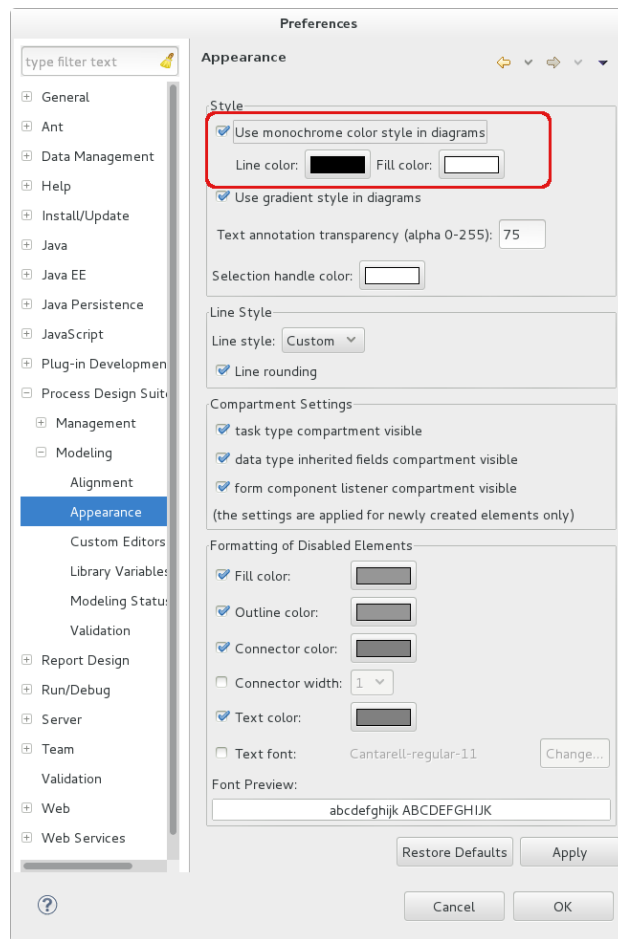 Preferences
type filter text
General
Ant
Data Management
Help
Install/Update
Java
Java EE
Java Persistence
JavaScript
Plug-in Developmen
Process Design Suit
Management
Modeling
Alignment
Appearance
Custom Editors
Library Variables
Modeling Statu
Validation
Report Design
Run/Debug
Server
Team
Validation
Web
Web Services
Appearance
Style
Use monochrome color style in diagrams
Line color: Fill color:
Use gradient style in diagrams
Text annotation transparency (alpha 0-255): 75
Selection handle color:
Line Style
Line style: Custom
Line rounding
Compartment Settings
task type compartment visible
data type inherited fields compartment visible
form component listener compartment visible
(the settings are applied for newly created elements only)
Formatting of Disabled Elements
Fill color:
Outline color:
Connector color:
Connector width: 1
Text color:
Text font: Cantarell-regular-11 Change...
Font Preview:
abcdefghijk ABCDEFGHIJK
Restore Defaults Apply
? Cancel OK